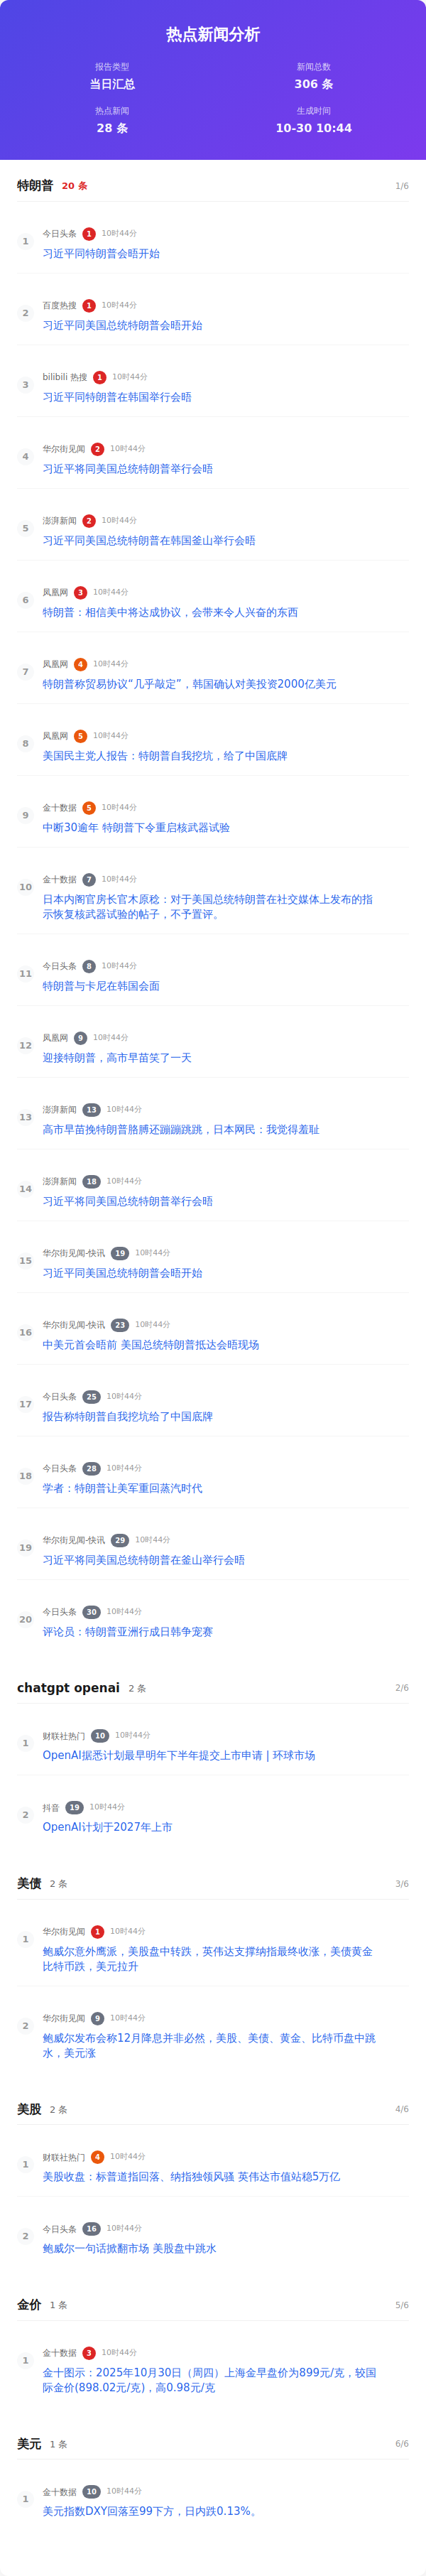 热点新闻分析
报告类型
当日汇总
新闻总数
306 条
热点新闻
28 条
生成时间
10-30 10:44
特朗普 20 条 1/6
1
今日头条 1 10时44分
习近平同特朗普会晤开始
2
百度热搜 1 10时44分
习近平同美国总统特朗普会晤开始
3
bilibili 热搜 1 10时44分
习近平同特朗普在韩国举行会晤
4
华尔街见闻 2 10时44分
习近平将同美国总统特朗普举行会晤
5
澎湃新闻 2 10时44分
习近平同美国总统特朗普在韩国釜山举行会晤
6
凤凰网 3 10时44分
特朗普：相信美中将达成协议，会带来令人兴奋的东西
7
凤凰网 4 10时44分
特朗普称贸易协议“几乎敲定”，韩国确认对美投资2000亿美元
8
凤凰网 5 10时44分
美国民主党人报告：特朗普自我挖坑，给了中国底牌
9
金十数据 5 10时44分
中断30逾年 特朗普下令重启核武器试验
10
金十数据 7 10时44分
日本内阁官房长官木原稔：对于美国总统特朗普在社交媒体上发布的指
示恢复核武器试验的帖子，不予置评。
11
今日头条 8 10时44分
特朗普与卡尼在韩国会面
12
凤凰网 9 10时44分
迎接特朗普，高市早苗笑了一天
13
澎湃新闻 13 10时44分
高市早苗挽特朗普胳膊还蹦蹦跳跳，日本网民：我觉得羞耻
14
澎湃新闻 18 10时44分
习近平将同美国总统特朗普举行会晤
15
华尔街见闻-快讯 19 10时44分
习近平同美国总统特朗普会晤开始
16
华尔街见闻-快讯 23 10时44分
中美元首会晤前 美国总统特朗普抵达会晤现场
17
今日头条 25 10时44分
报告称特朗普自我挖坑给了中国底牌
18
今日头条 28 10时44分
学者：特朗普让美军重回蒸汽时代
19
华尔街见闻-快讯 29 10时44分
习近平将同美国总统特朗普在釜山举行会晤
20
今日头条 30 10时44分
评论员：特朗普亚洲行成日韩争宠赛
chatgpt openai 2 条 2/6
1
财联社热门 10 10时44分
OpenAI据悉计划最早明年下半年提交上市申请 | 环球市场
2
抖音 19 10时44分
OpenAI计划于2027年上市
美债 2 条 3/6
1
华尔街见闻 1 10时44分
鲍威尔意外鹰派，美股盘中转跌，英伟达支撑纳指最终收涨，美债黄金
比特币跌，美元拉升
2
华尔街见闻 9 10时44分
鲍威尔发布会称12月降息并非必然，美股、美债、黄金、比特币盘中跳
水，美元涨
美股 2 条 4/6
1
财联社热门 4 10时44分
美股收盘：标普道指回落、纳指独领风骚 英伟达市值站稳5万亿
2
今日头条 16 10时44分
鲍威尔一句话掀翻市场 美股盘中跳水
金价 1 条 5/6
1
金十数据 3 10时44分
金十图示：2025年10月30日（周四）上海金早盘价为899元/克，较国
际金价(898.02元/克)，高0.98元/克
美元 1 条 6/6
1
金十数据 10 10时44分
美元指数DXY回落至99下方，日内跌0.13%。